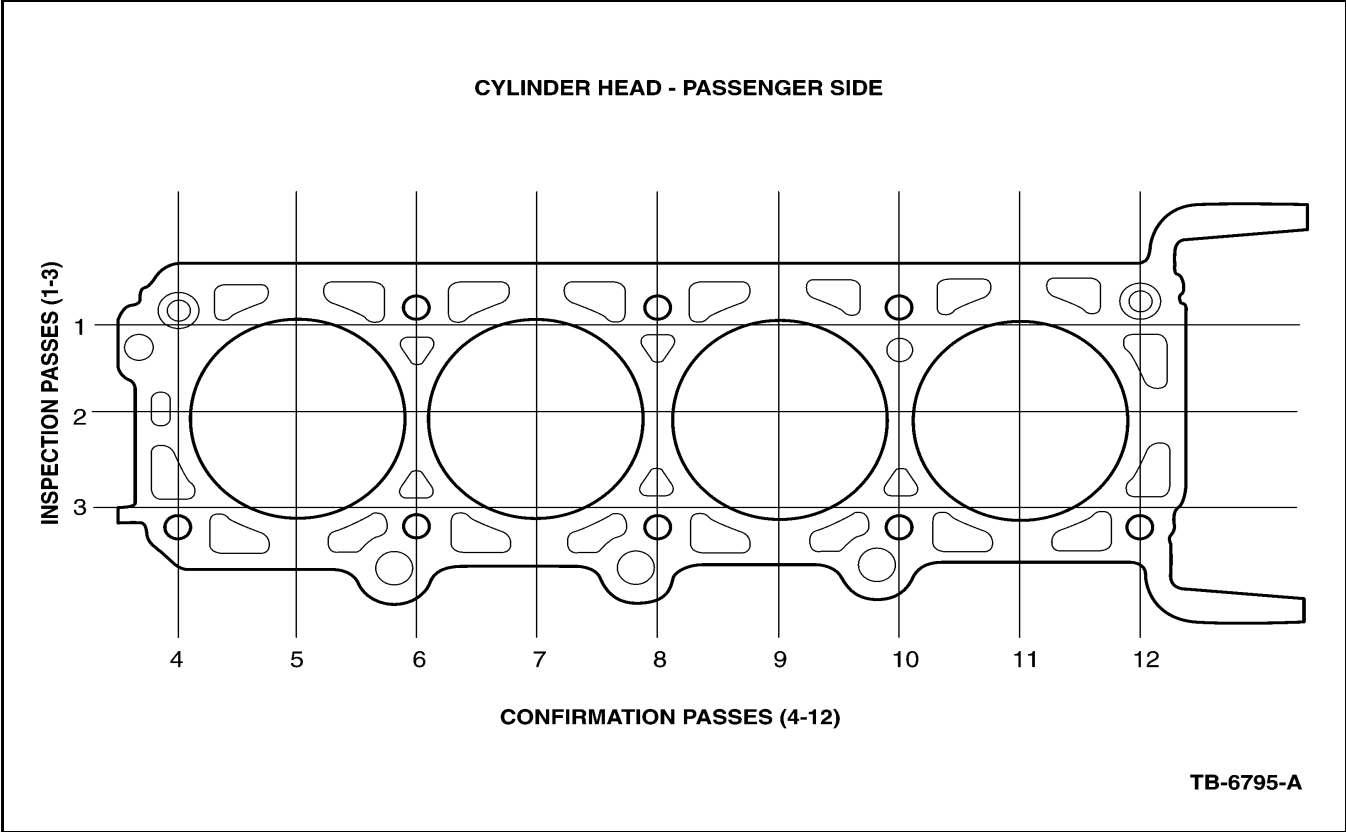 CYLINDER HEAD - PASSENGER SIDE
INSPECTION PASSES (1-3)
1
2
3
4 5 6 7 8 9 10 11 12
CONFIRMATION PASSES (4-12)
TB-6795-A